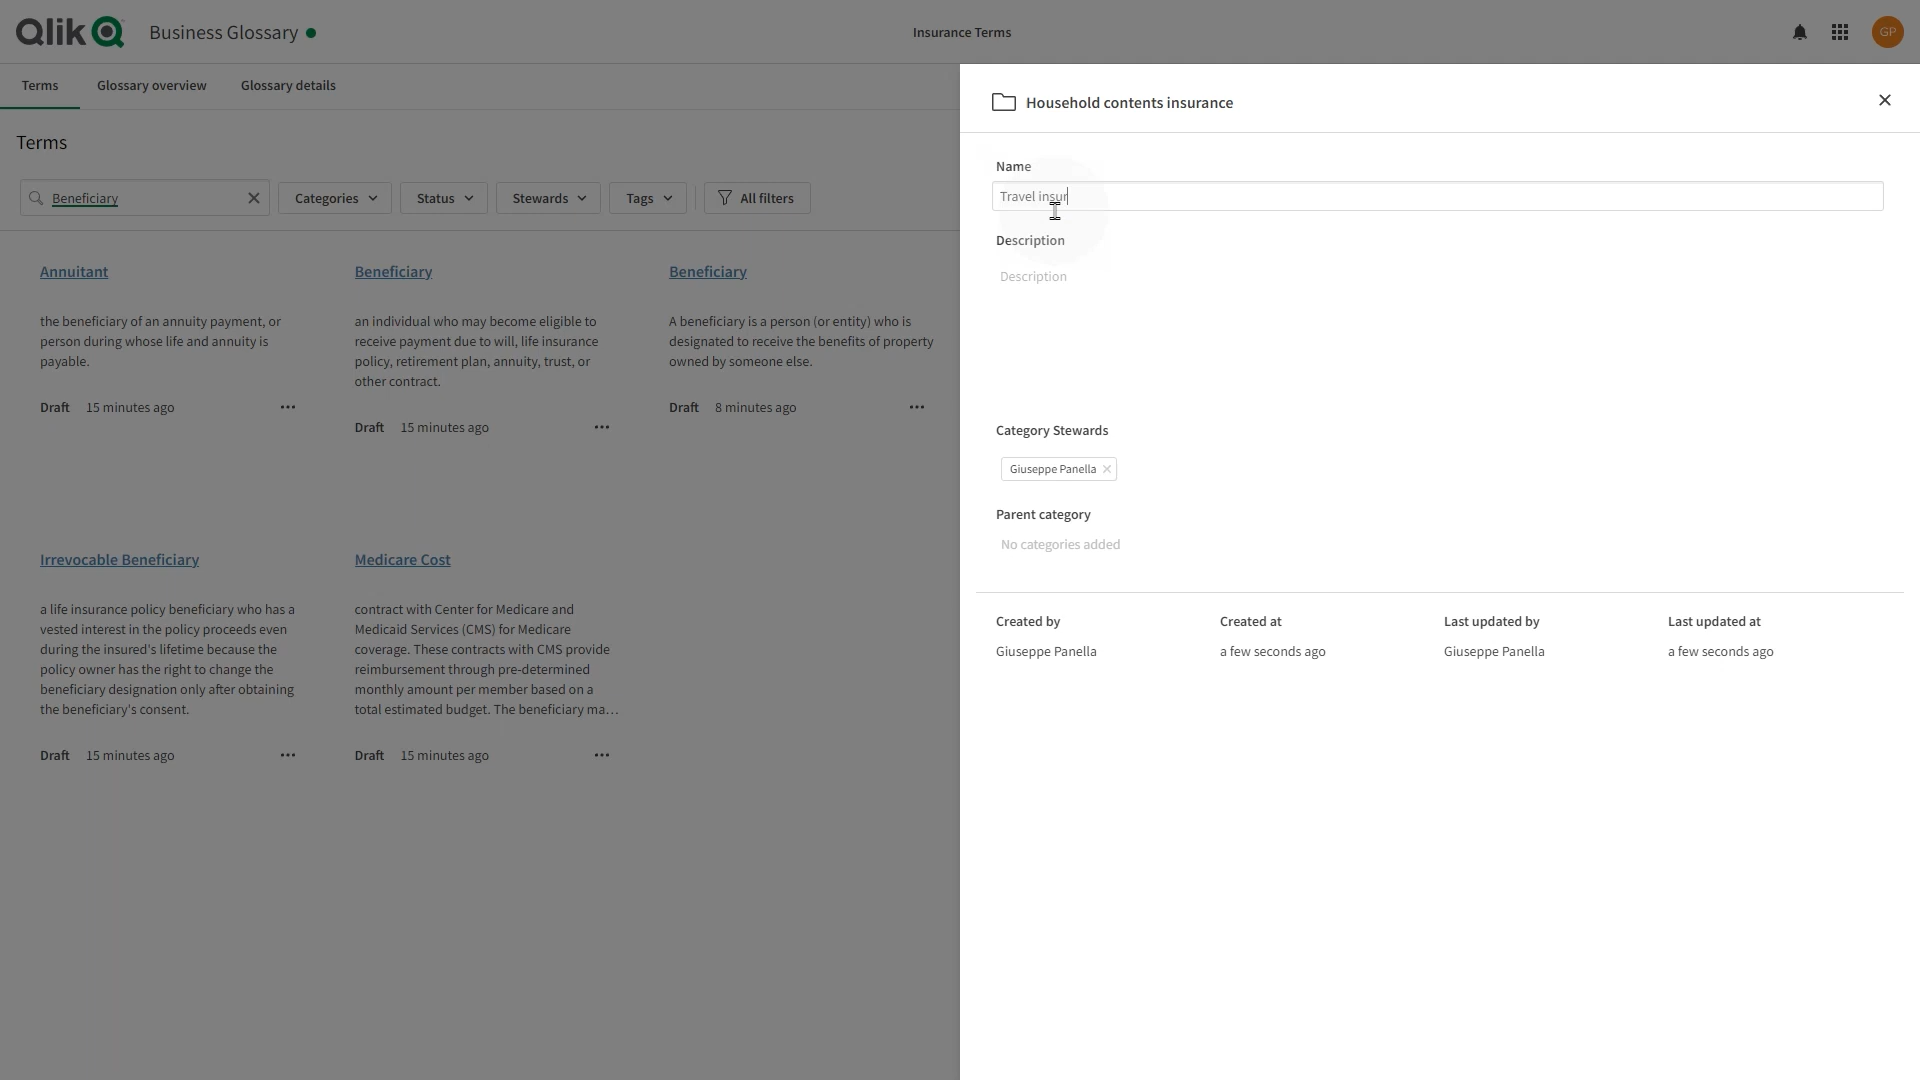 Qlik Business Glossary
Insurance Terms
GP
Terms
Glossary overview
Glossary details
Terms
Beneficiary
Categories
Status
Stewards
Tags
All filters
Annuitant
the beneficiary of an annuity payment, or
person during whose life and annuity is
payable.
Draft 15 minutes ago
Beneficiary
an individual who may become eligible to
receive payment due to will, life insurance
policy, retirement plan, annuity, trust, or
other contract.
Draft 15 minutes ago
Beneficiary
A beneficiary is a person (or entity) who is
designated to receive the benefits of property
owned by someone else.
Draft 8 minutes ago
Irrevocable Beneficiary
a life insurance policy beneficiary who has a
vested interest in the policy proceeds even
during the insured's lifetime because the
policy owner has the right to change the
beneficiary designation only after obtaining
the beneficiary's consent.
Draft 15 minutes ago
Medicare Cost
contract with Center for Medicare and
Medicaid Services (CMS) for Medicare
coverage. These contracts with CMS provide
reimbursement through pre-determined
monthly amount per member based on a
total estimated budget. The beneficiary ma...
Draft 15 minutes ago
Household contents insurance
Name
Travel insur
Description
Description
Category Stewards
Giuseppe Panella
Parent category
No categories added
Created by
Giuseppe Panella
Created at
a few seconds ago
Last updated by
Giuseppe Panella
Last updated at
a few seconds ago